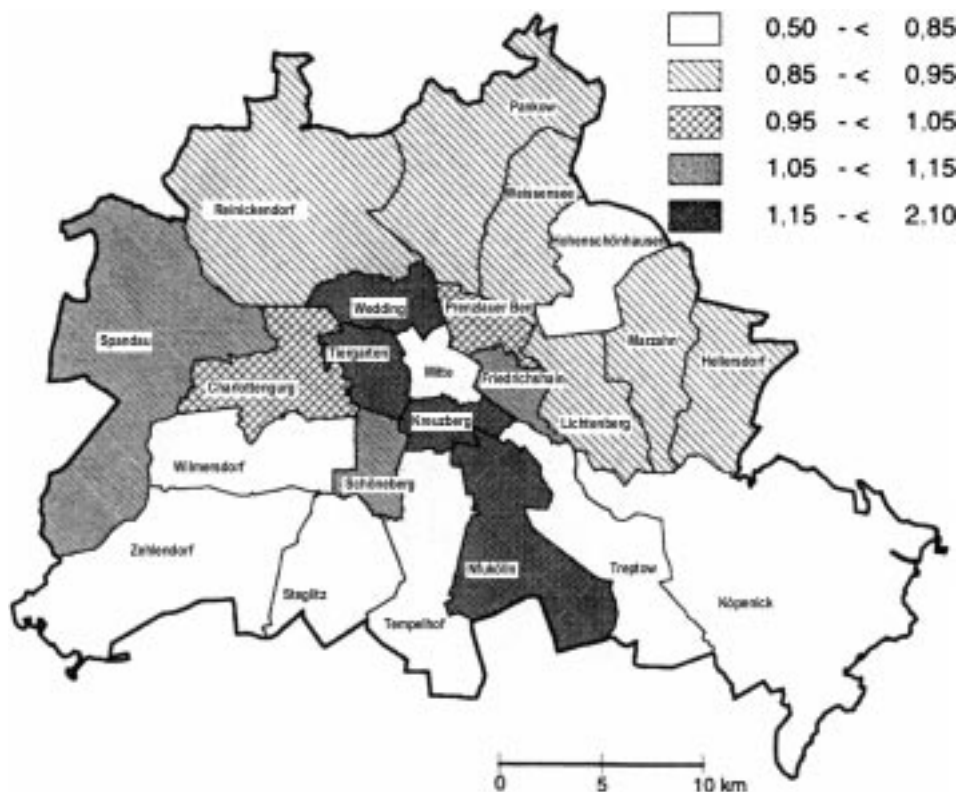 0,50 - < 0,85
0,85 - < 0,95
0,95 - < 1.05
1,05 - < 1,15
1,15 - < 2,10
Pankow
Weissensee
Reinickendorf
Hohenschönhausen
Wedding
Prenzlauer Berg
Spandau
Marzahn
Tiergarten
Mitte
Hellersdorf
Charlottengurg
Friedrichshain
Kreuzberg
Lichtenberg
Wilmersdorf
Schöneberg
Zehlendorf
Nfukölln
Treptow
Steglitz
Köpenick
Tempelhof
0 5 10 km